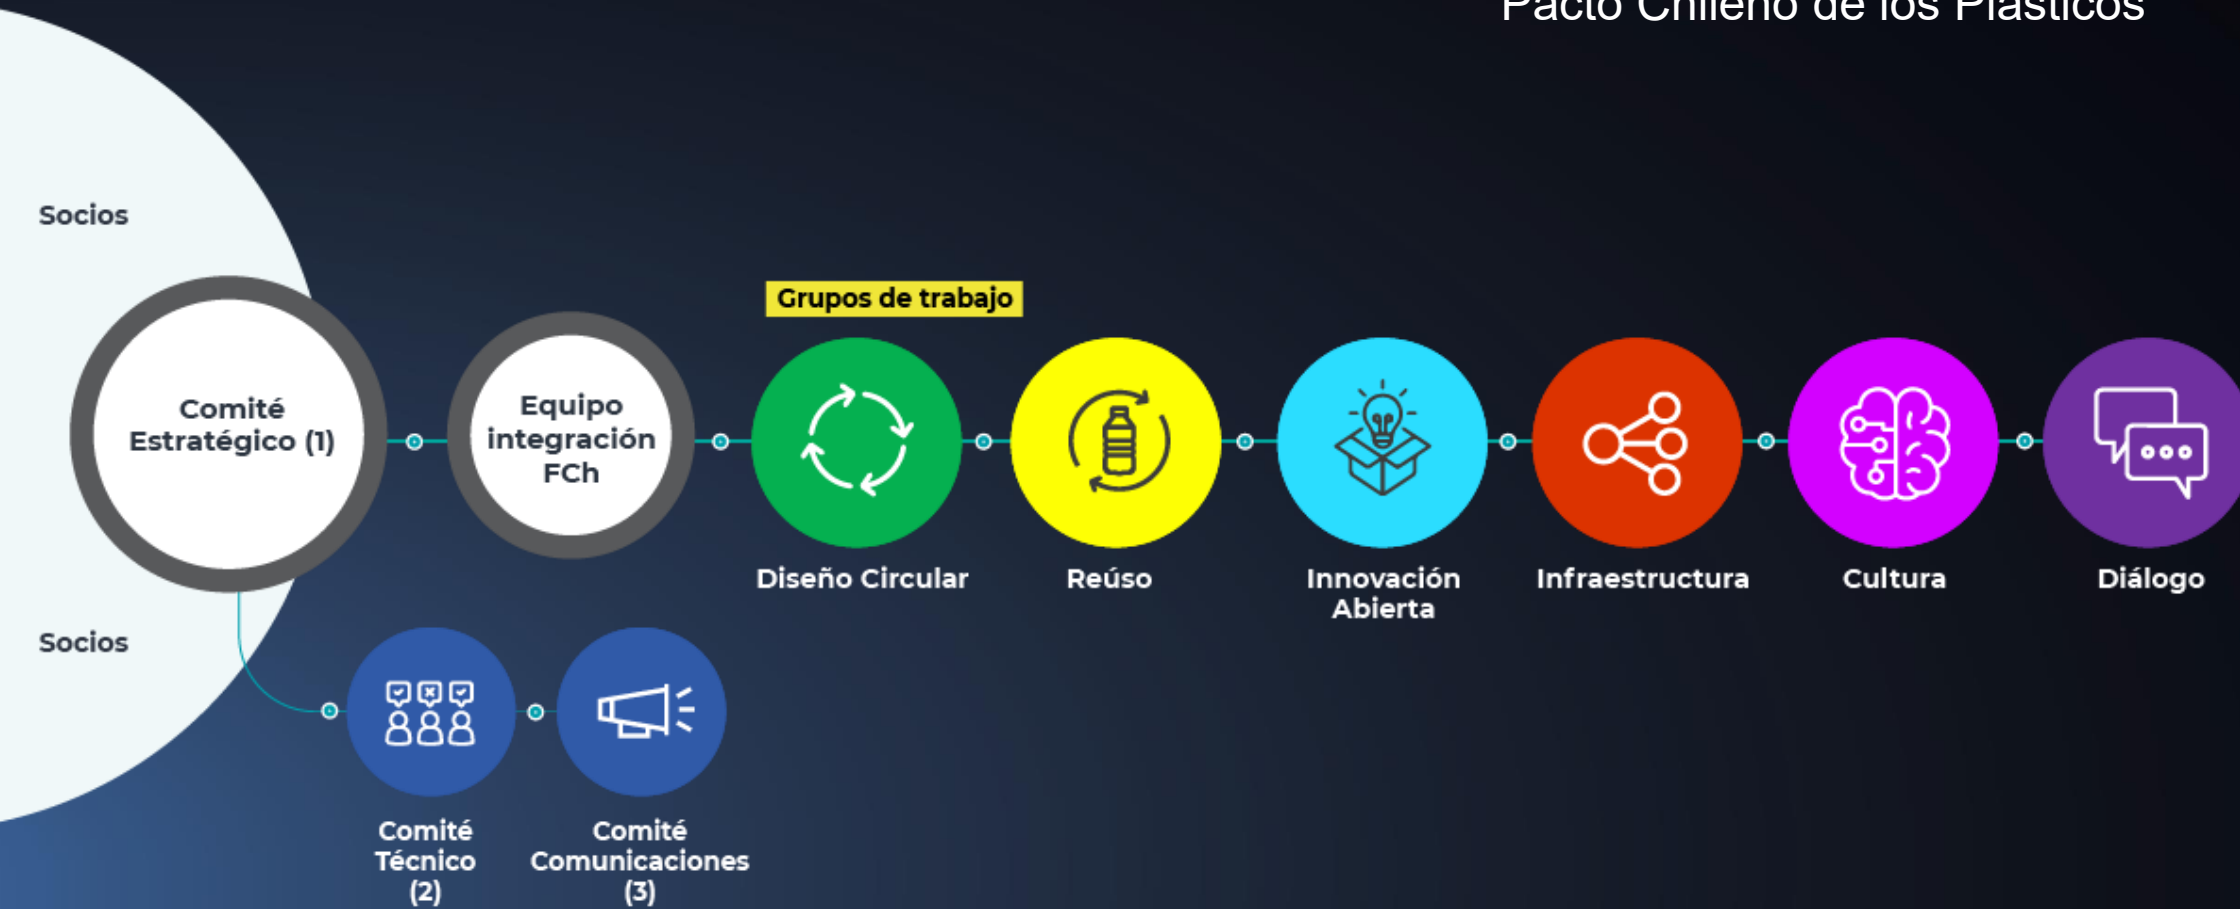 Pacto Chileno de los Plásticos
Socios
Grupos de trabajo
Comité
Estratégico (1)
Equipo
integración
FCh
Diseño Circular
Reúso
Innovación
Abierta
Infraestructura
Cultura
Diálogo
Socios
Comité
Técnico
(2)
Comité
Comunicaciones
(3)